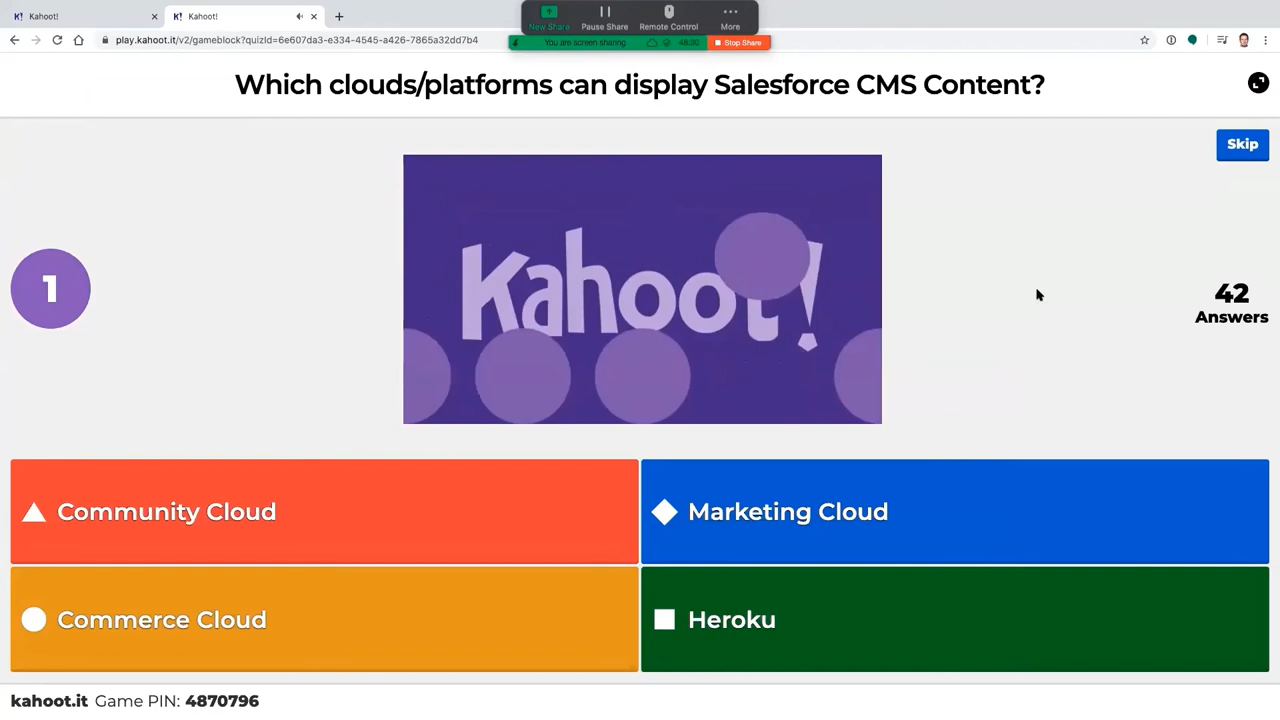 Kahoot!
Kahoot!
New Share Pause Share Remote Control More
play.kahoot.it/v2/gameblock?quizId=6e607da3-e334-4545-a426-7865a32dd7b4
You are screen sharing
Stop Share
Which clouds/platforms can display Salesforce CMS Content?
Skip
Kahoot!
1
42
Answers
Community Cloud
Marketing Cloud
Commerce Cloud
Heroku
kahoot.it Game PIN: 4870796